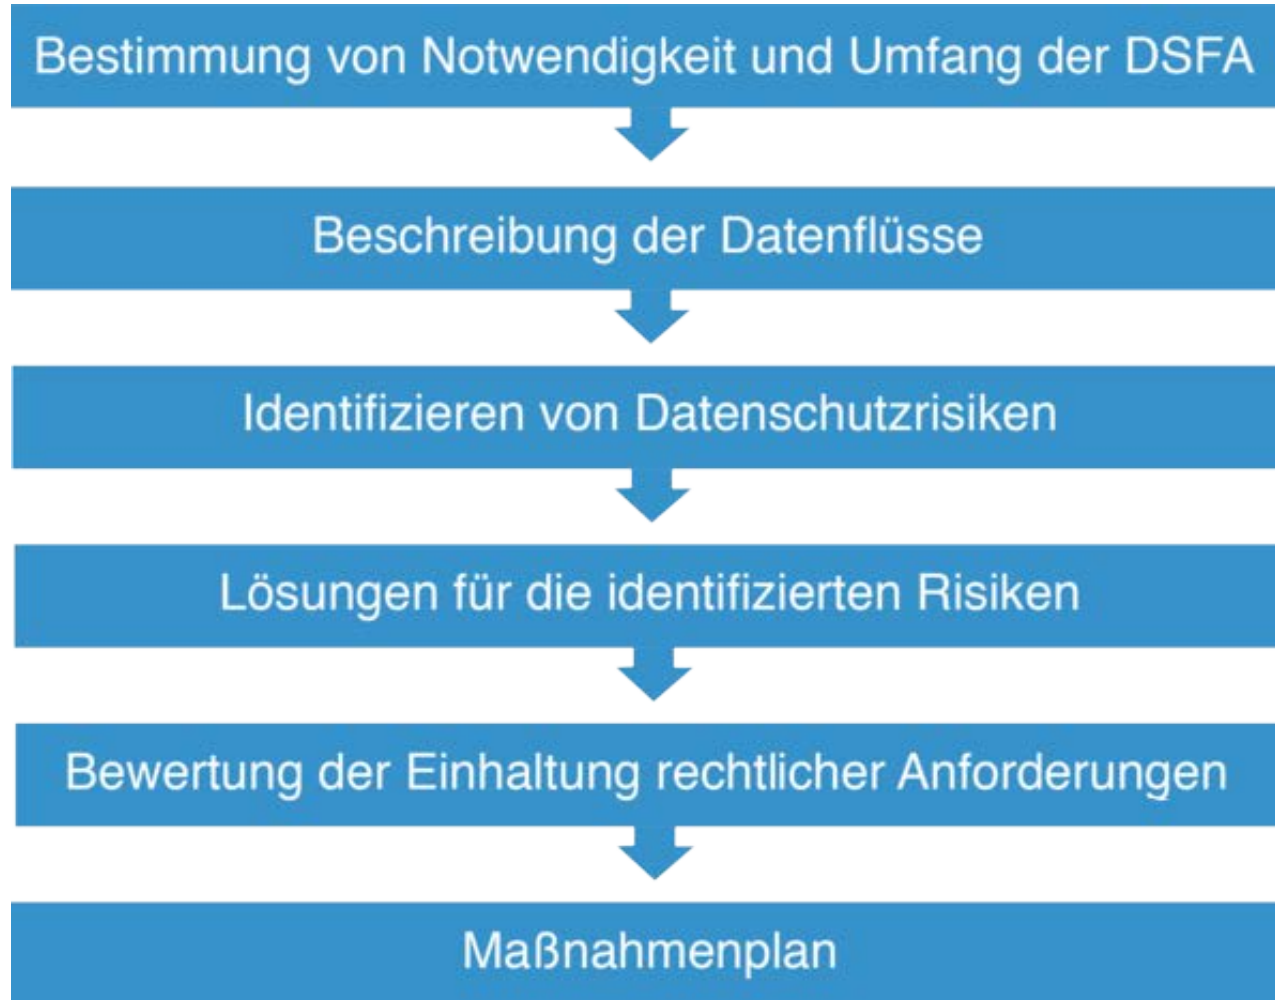 Bestimmung von Notwendigkeit und Umfang der DSFA
Beschreibung der Datenflüsse
Identifizieren von Datenschutzrisiken
Lösungen für die identifizierten Risiken
Bewertung der Einhaltung rechtlicher Anforderungen
Maßnahmenplan